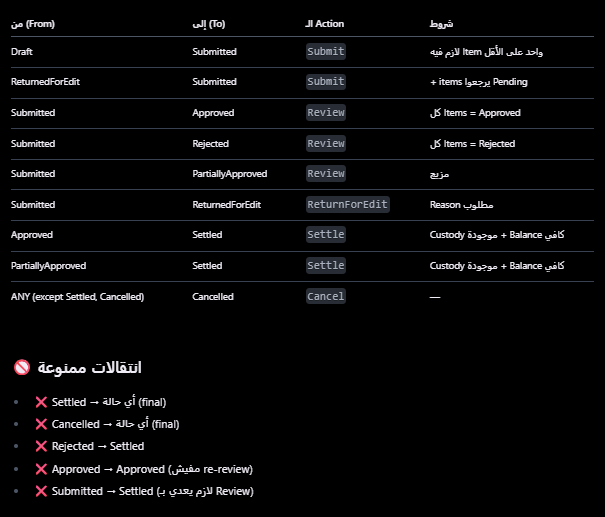 من (From) إلى (To) الـ Action شروط
Draft Submitted Submit لازم فيه Item واحد على الأقل
ReturnedForEdit Submitted Submit + items يرجعوا Pending
Submitted Approved Review كل Items = Approved
Submitted Rejected Review كل Items = Rejected
Submitted PartiallyApproved Review مزيج
Submitted ReturnedForEdit ReturnForEdit Reason مطلوب
Approved Settled Settle Custody موجودة + Balance كافي
PartiallyApproved Settled Settle Custody موجودة + Balance كافي
ANY (except Settled, Cancelled) Cancelled Cancel —
🚫 انتقالات ممنوعة
• ❌ Settled → أي حالة (final)
• ❌ Cancelled → أي حالة (final)
• ❌ Rejected → Settled
• ❌ Approved → Approved (مفيش re-review)
• ❌ Submitted → Settled (لازم يعدي بـ Review)